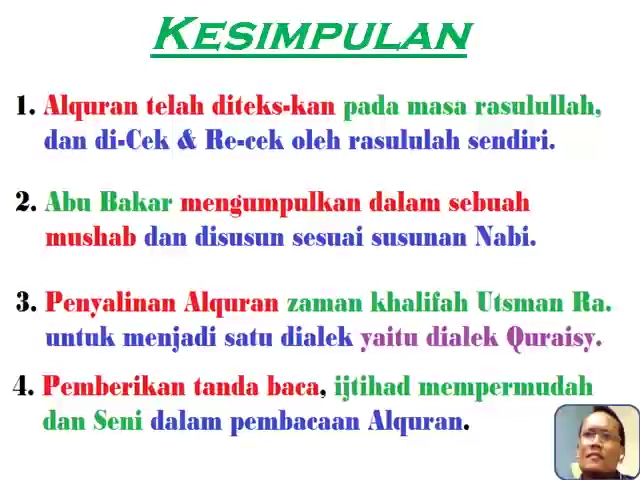 KESIMPULAN
1. Alquran telah diteks-kan pada masa rasulullah,
dan di-Cek & Re-cek oleh rasululah sendiri.
2. Abu Bakar mengumpulkan dalam sebuah
mushab dan disusun sesuai susunan Nabi.
3. Penyalinan Alquran zaman khalifah Utsman Ra.
untuk menjadi satu dialek yaitu dialek Quraisy.
4. Pemberikan tanda baca, ijtihad mempermudah
dan Seni dalam pembacaan Alquran.